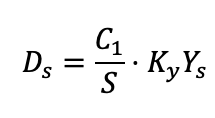 D_s = \frac{C_1}{S} \cdot K_y Y_s